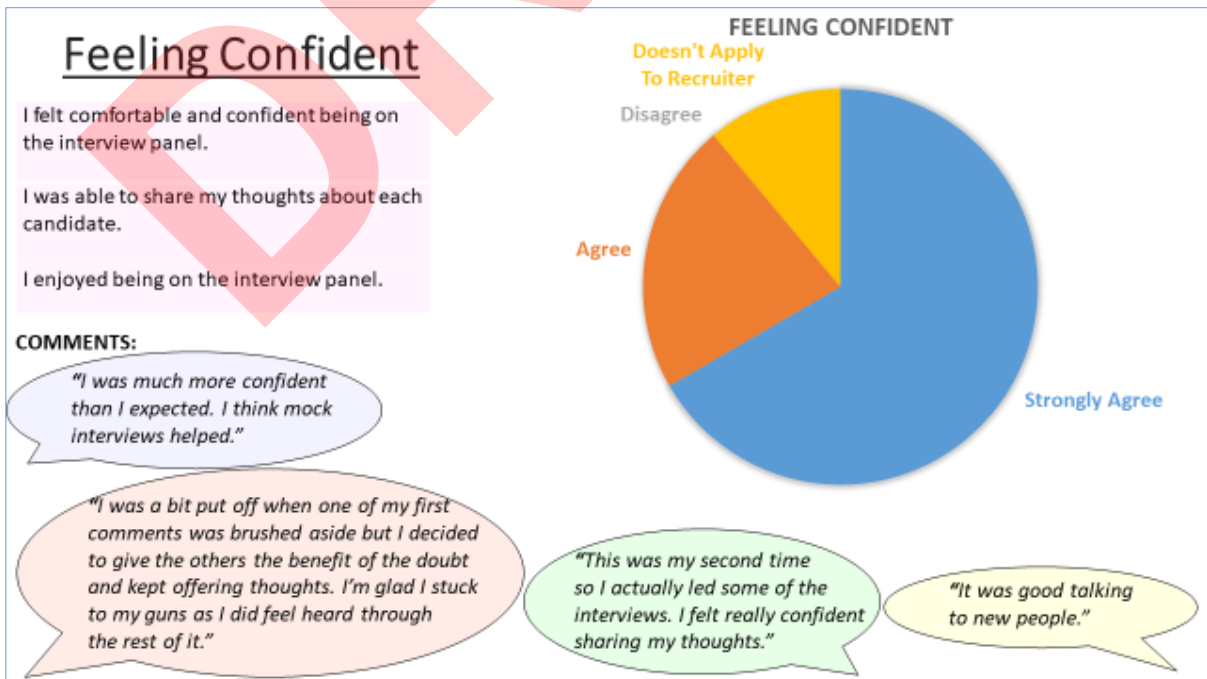 Feeling Confident
I felt comfortable and confident being on
the interview panel.
I was able to share my thoughts about each
candidate.
I enjoyed being on the interview panel.
COMMENTS:
"I was much more confident
than I expected. I think mock
interviews helped."
"I was a bit put off when one of my first
comments was brushed aside but I decided
to give the others the benefit of the doubt
and kept offering thoughts. I'm glad I stuck
to my guns as I did feel heard through
the rest of it."
FEELING CONFIDENT
Doesn't Apply
To Recruiter
Disagree
Agree
Strongly Agree
"This was my second time
so I actually led some of the
interviews. I felt really confident
sharing my thoughts."
"It was good talking
to new people."